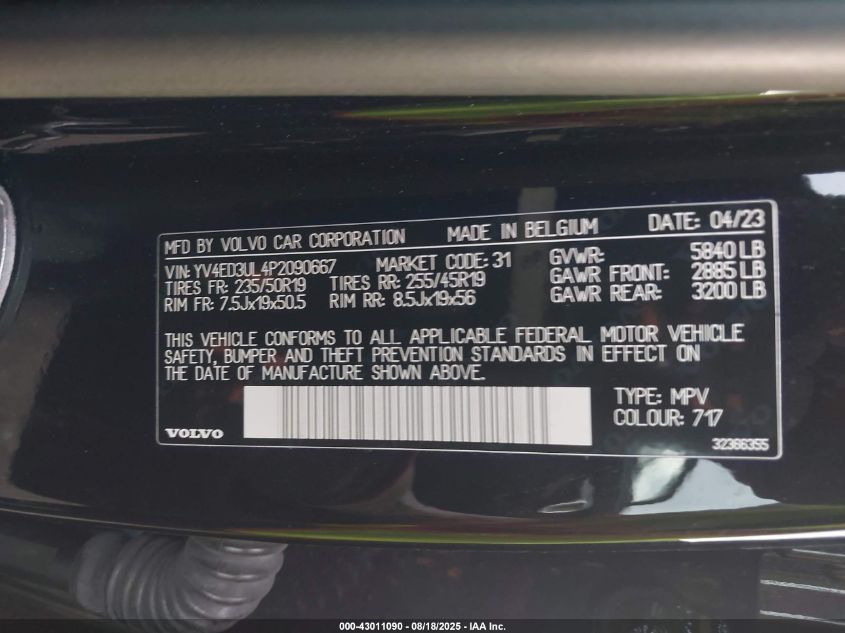 MFD BY VOLVO CAR CORPORATION MADE IN BELGIUM DATE: 04/23
VIN: YV4ED3UL4P2090667 MARKET CODE: 31 GVWR: 5840 LB
TIRES FR: 235/50R19 TIRES RR: 255/45R19 GAWR FRONT: 2885 LB
RIM FR: 7.5Jx19x50.5 RIM RR: 8.5Jx19x56 GAWR REAR: 3200 LB
THIS VEHICLE CONFORMS TO ALL APPLICABLE FEDERAL MOTOR VEHICLE
SAFETY, BUMPER AND THEFT PREVENTION STANDARDS IN EFFECT ON
THE DATE OF MANUFACTURE SHOWN ABOVE.
TYPE: MPV
COLOUR: 717
VOLVO 32366355
000-43011090 - 08/18/2025 - IAA Inc.